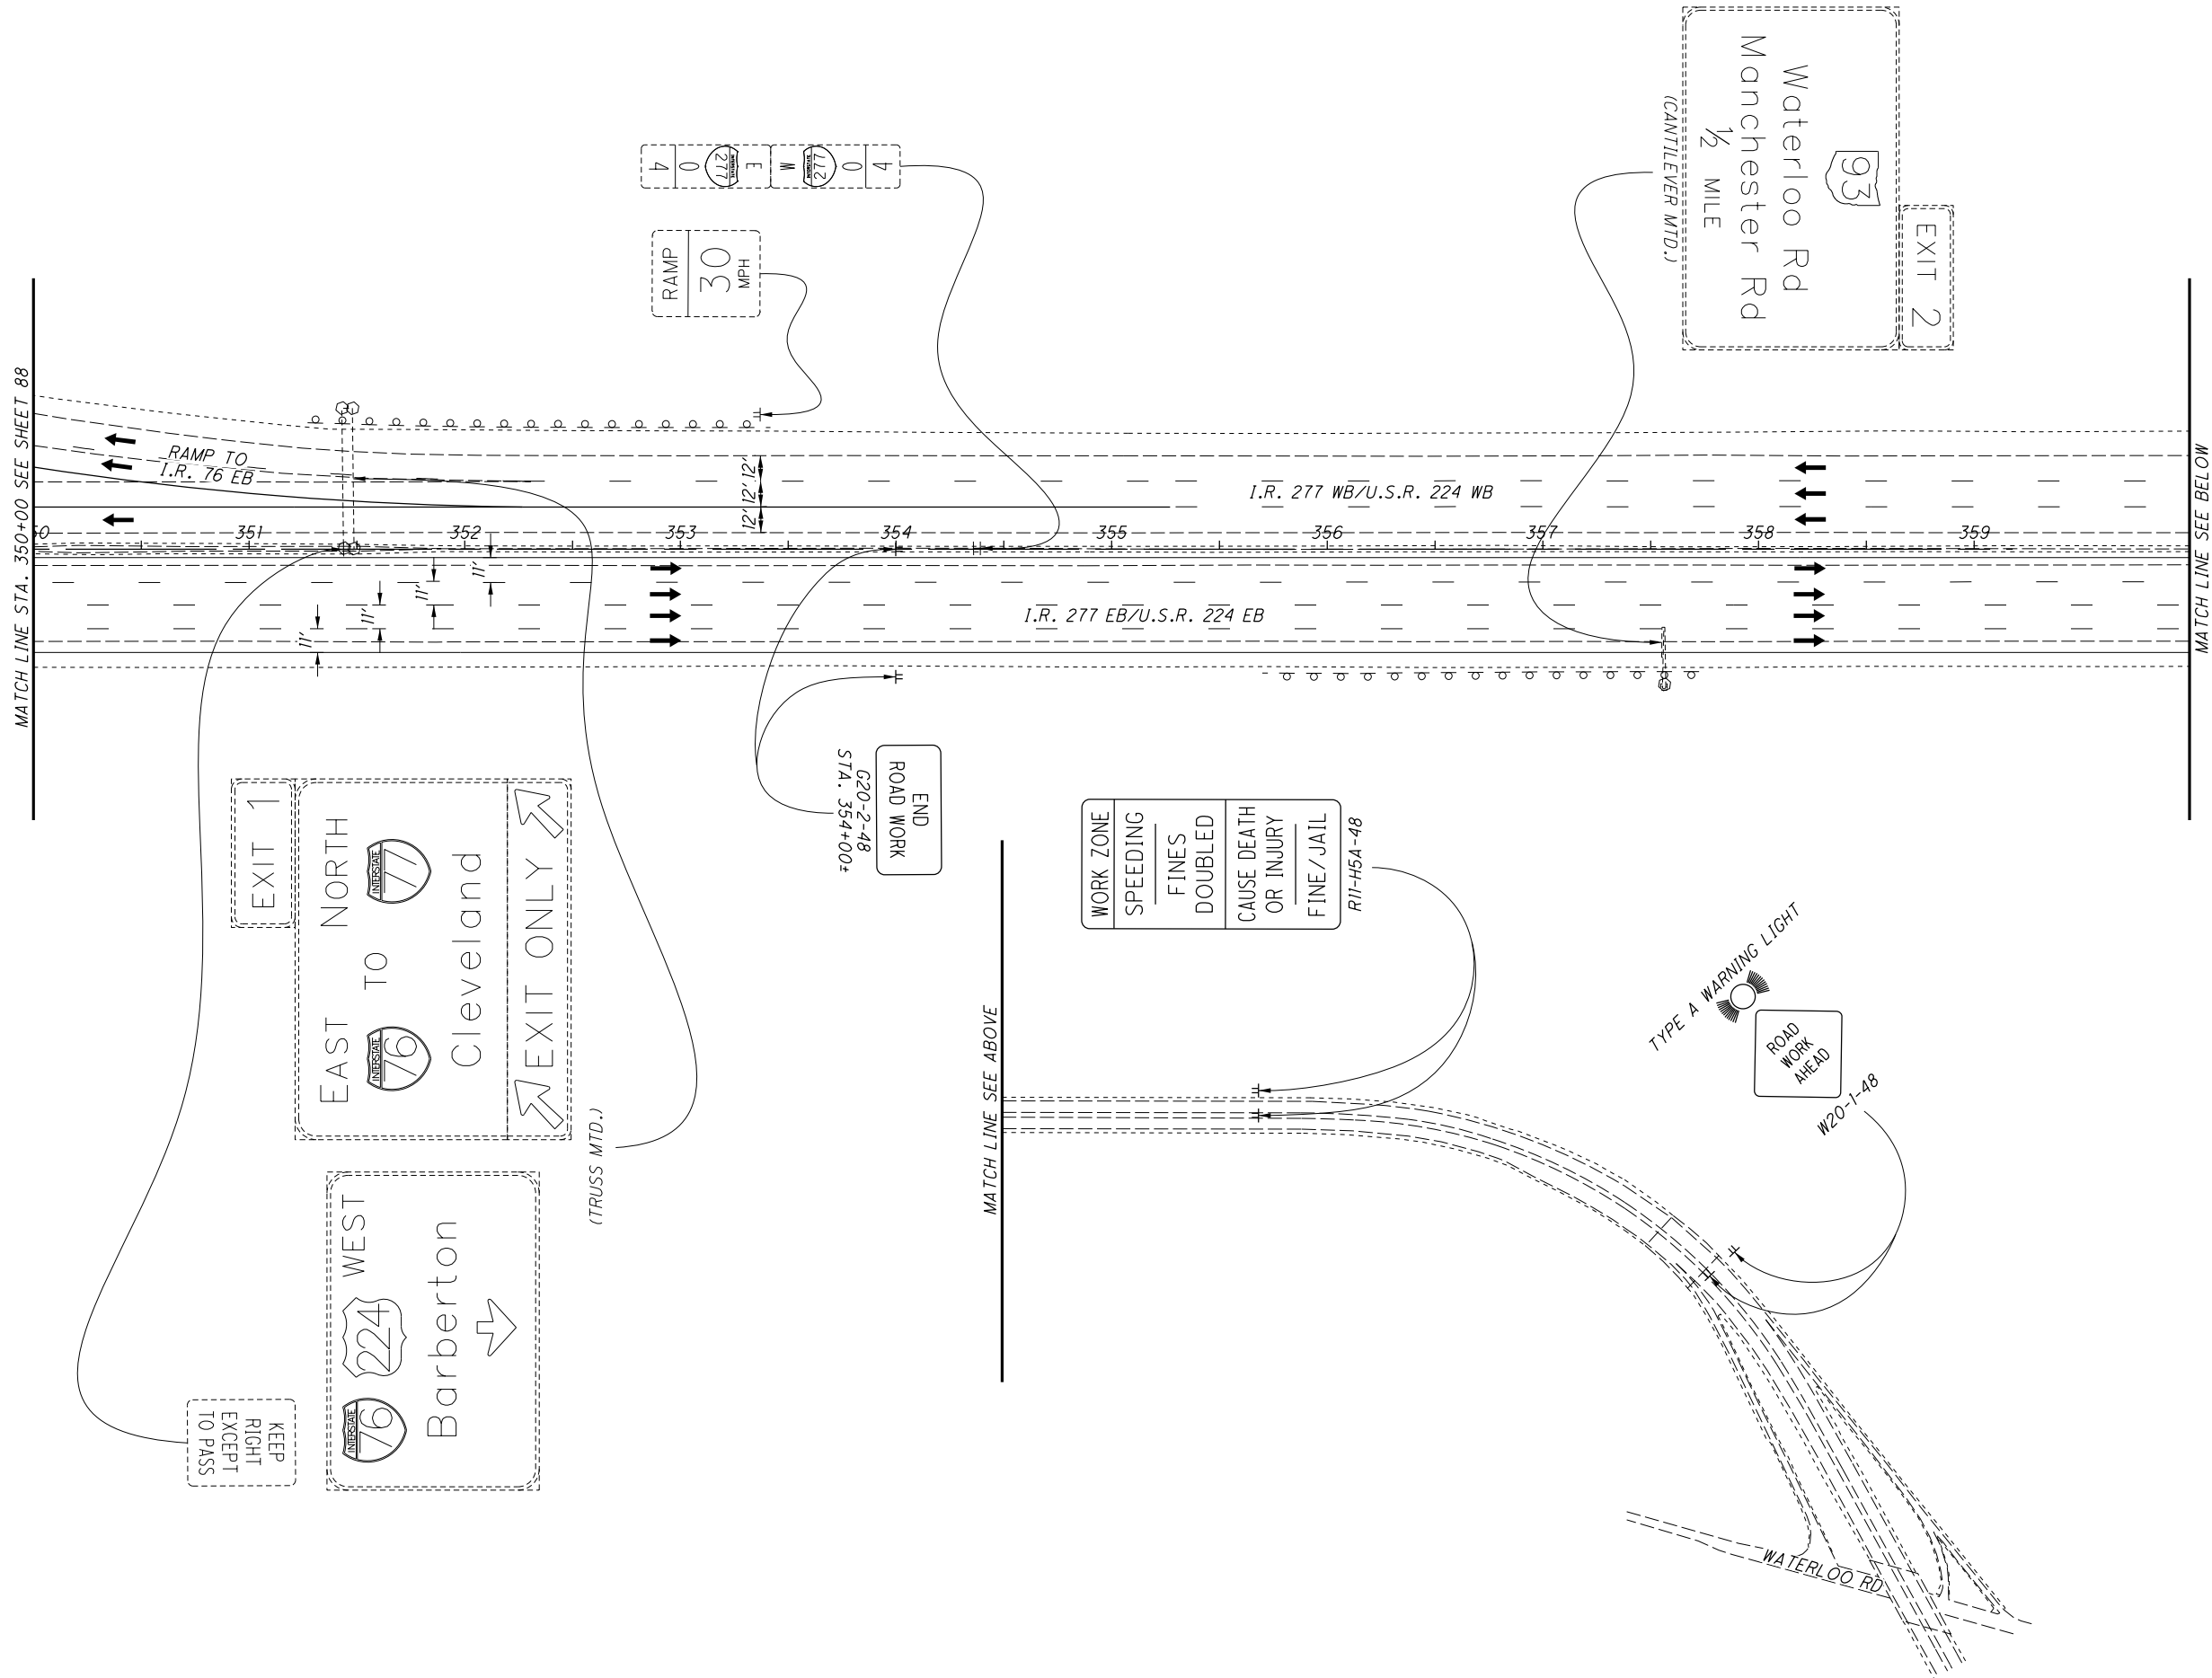 EXIT 2
93
Waterloo Rd
Manchester Rd
1/2 MILE
(CANTILEVER MTD.)
4
0
INTERSTATE
277
E
W
INTERSTATE
277
0
4
RAMP
30
MPH
MATCH LINE STA. 350+00 SEE SHEET 88
MATCH LINE SEE BELOW
RAMP TO
I.R. 76 EB
12' 12' 12'
I.R. 277 WB/U.S.R. 224 WB
50 351 352 353 354 355 356 357 358 359
11'
11'
11'
11'
I.R. 277 EB/U.S.R. 224 EB
END
ROAD WORK
G20-2-48
STA. 354+00±
EXIT 1
EAST NORTH
INTERSTATE
76
TO
INTERSTATE
77
Cleveland
EXIT ONLY
(TRUSS MTD.)
WEST
INTERSTATE
76
224
Barberton
KEEP
RIGHT
EXCEPT
TO PASS
WORK ZONE
SPEEDING
FINES
DOUBLED
CAUSE DEATH
OR INJURY
FINE/JAIL
R11-H5A-48
MATCH LINE SEE ABOVE
TYPE A WARNING LIGHT
ROAD
WORK
AHEAD
W20-1-48
WATERLOO RD